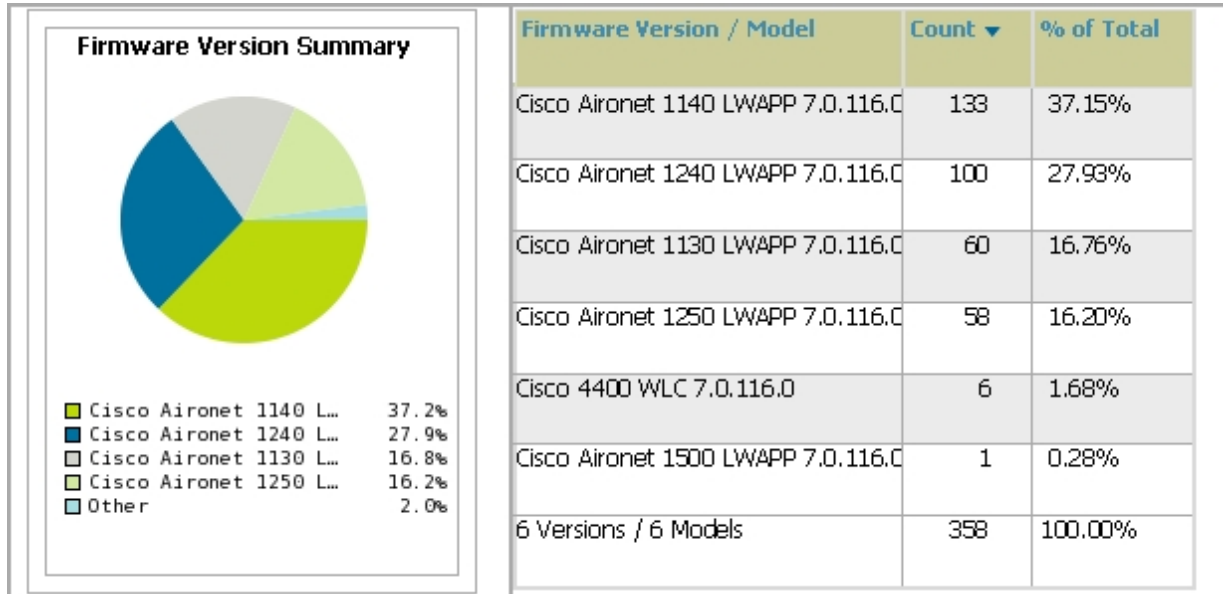 Firmware Version Summary
Cisco Aironet 1140 L… 37.2%
Cisco Aironet 1240 L… 27.9%
Cisco Aironet 1130 L… 16.8%
Cisco Aironet 1250 L… 16.2%
Other 2.0%
Firmware Version / Model Count ▼ % of Total
Cisco Aironet 1140 LWAPP 7.0.116.0 133 37.15%
Cisco Aironet 1240 LWAPP 7.0.116.0 100 27.93%
Cisco Aironet 1130 LWAPP 7.0.116.0 60 16.76%
Cisco Aironet 1250 LWAPP 7.0.116.0 58 16.20%
Cisco 4400 WLC 7.0.116.0 6 1.68%
Cisco Aironet 1500 LWAPP 7.0.116.0 1 0.28%
6 Versions / 6 Models 358 100.00%